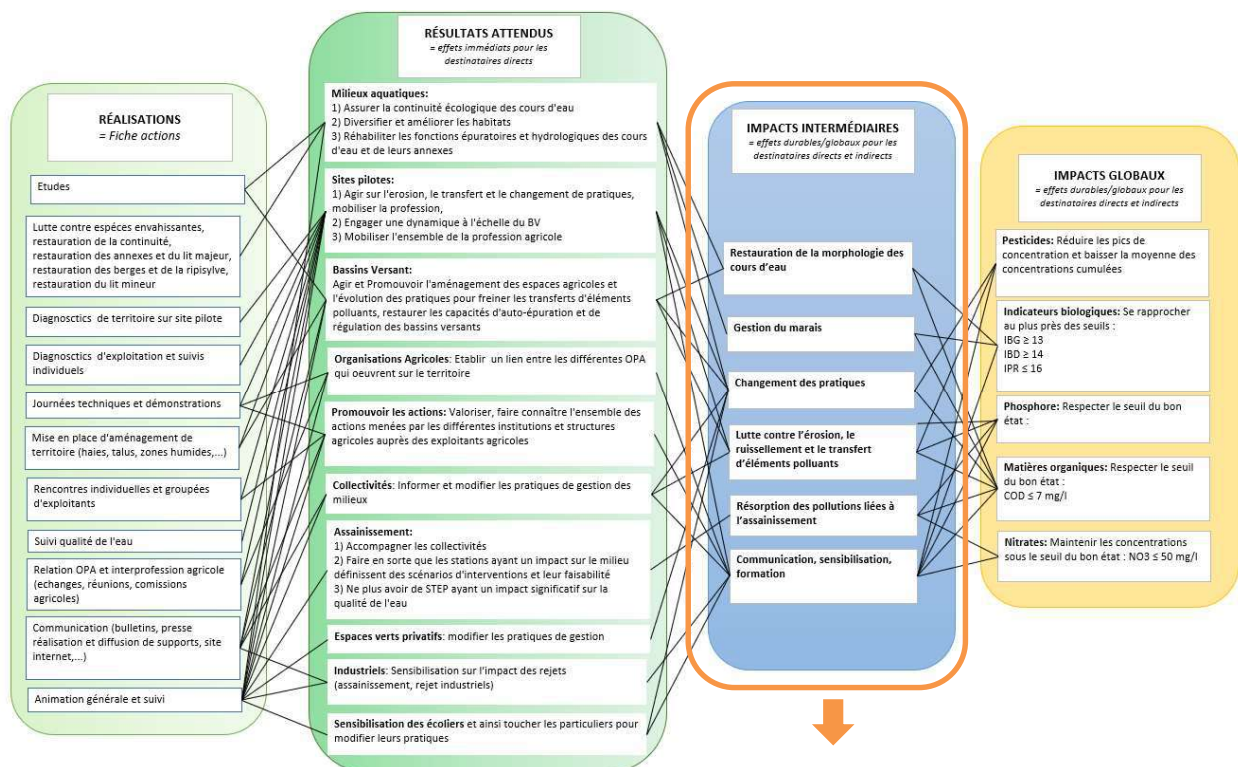 RÉALISATIONS
= Fiche actions
Etudes
Lutte contre espéces envahissantes,
restauration de la continuité,
restauration des annexes et du lit majeur,
restauration des berges et de la ripisylve,
restauration du lit mineur
Diagnosctics de territoire sur site pilote
Diagnosctics d'exploitation et suivis
individuels
Journées techniques et démonstrations
Mise en place d'aménagement de
territoire (haies, talus, zones humides,...)
Rencontres individuelles et groupées
d'exploitants
Suivi qualité de l'eau
Relation OPA et interprofession agricole
(echanges, réunions, comissions
agricoles)
Communication (bulletins, presse
réalisation et diffusion de supports, site
internet,...)
Animation générale et suivi
RÉSULTATS ATTENDUS
= effets immédiats pour les
destinataires directs
Milieux aquatiques:
1) Assurer la continuité écologique des cours d'eau
2) Diversifier et améliorer les habitats
3) Réhabiliter les fonctions épuratoires et hydrologiques des cours
d'eau et de leurs annexes
Sites pilotes:
1) Agir sur l'erosion, le transfert et le changement de pratiques,
mobiliser la profession,
2) Engager une dynamique à l'échelle du BV
3) Mobiliser l'ensemble de la profession agricole
Bassins Versant:
Agir et Promouvoir l'aménagement des espaces agricoles et
l'évolution des pratiques pour freiner les transferts d'éléments
polluants, restaurer les capacités d'auto-épuration et de
régulation des bassins versants
Organisations Agricoles: Etablir un lien entre les différentes OPA
qui oeuvrent sur le territoire
Promouvoir les actions: Valoriser, faire connaître l'ensemble des
actions menées par les différentes institutions et structures
agricoles auprès des exploitants agricoles
Collectivités: Informer et modifier les pratiques de gestion des
milieux
Assainissement:
1) Accompagner les collectivités
2) Faire en sorte que les stations ayant un impact sur le milieu
définissent des scénarios d'interventions et leur faisabilité
3) Ne plus avoir de STEP ayant un impact significatif sur la
qualité de l'eau
Espaces verts privatifs: modifier les pratiques de gestion
Industriels: Sensibilisation sur l'impact des rejets
(assainissement, rejet industriels)
Sensibilisation des écoliers et ainsi toucher les particuliers pour
modifier leurs pratiques
IMPACTS INTERMÉDIAIRES
= effets durables/globaux pour les
destinataires directs et indirects
Restauration de la morphologie des
cours d'eau
Gestion du marais
Changement des pratiques
Lutte contre l'érosion, le
ruissellement et le transfert
d'éléments polluants
Résorption des pollutions liées à
l'assainissement
Communication, sensibilisation,
formation
IMPACTS GLOBAUX
= effets durables/globaux pour les
destinataires directs et indirects
Pesticides: Réduire les pics de
concentration et baisser la moyenne des
concentrations cumulées
Indicateurs biologiques: Se rapprocher
au plus près des seuils :
IBG ≥ 13
IBD ≥ 14
IPR ≤ 16
Phosphore: Respecter le seuil du bon
état :
Matières organiques: Respecter le seuil
du bon état :
COD ≤ 7 mg/l
Nitrates: Maintenir les concentrations
sous le seuil du bon état : NO3 ≤ 50 mg/l